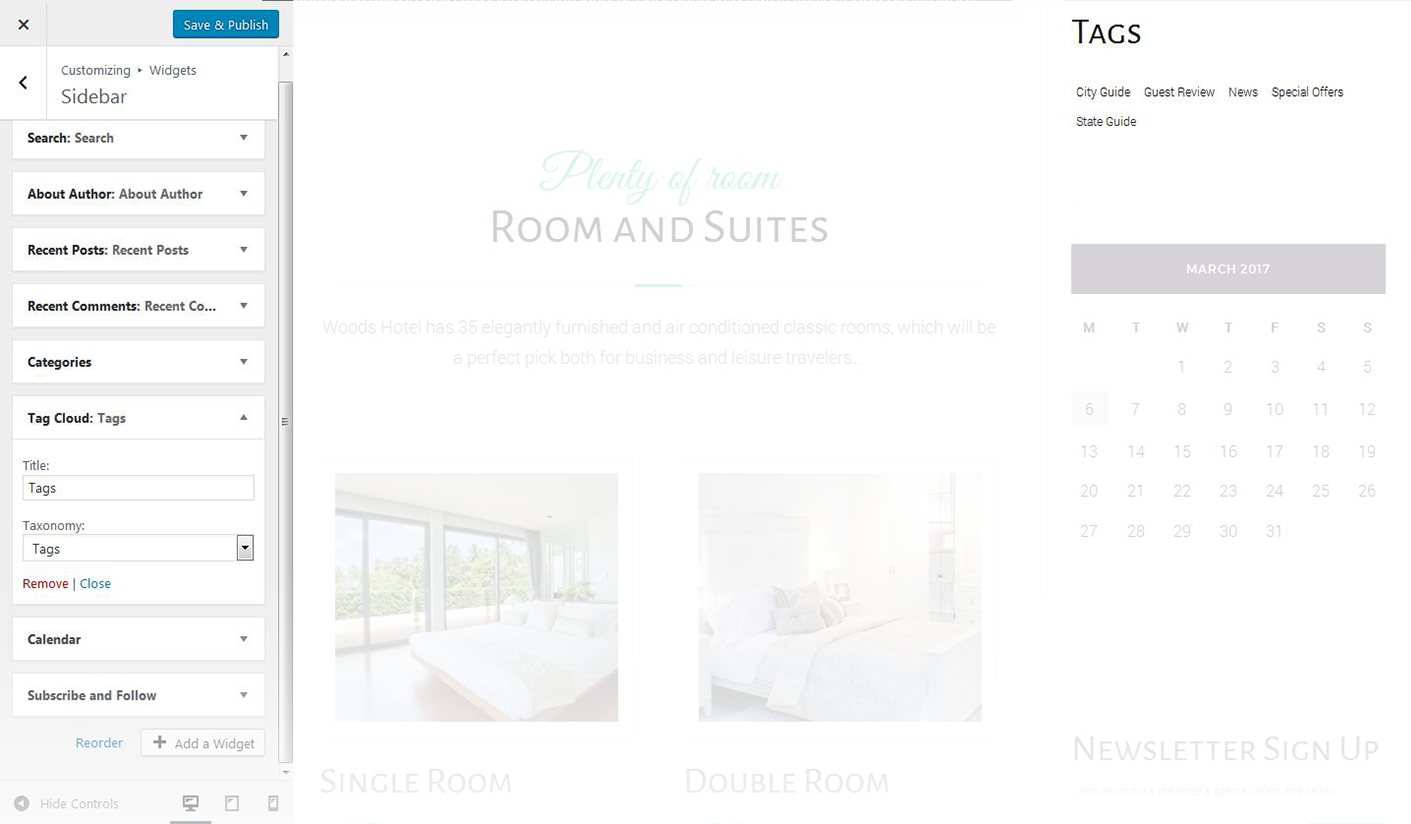 Save & Publish
Customizing ▸ Widgets
Sidebar
Search: Search
About Author: About Author
Recent Posts: Recent Posts
Recent Comments: Recent Co...
Categories
Tag Cloud: Tags
Title:
Tags
Taxonomy:
Tags
Remove | Close
Calendar
Subscribe and Follow
Reorder
Add a Widget
Hide Controls
Plenty of room
Room and Suites
Woods Hotel has 35 elegantly furnished and air conditioned classic rooms, which will be
a perfect pick both for business and leisure travelers...
Single Room
Double Room
Tags
City Guide Guest Review News Special Offers
State Guide
MARCH 2017
M T W T F S S
1 2 3 4 5
6 7 8 9 10 11 12
13 14 15 16 17 18 19
20 21 22 23 24 25 26
27 28 29 30 31
Newsletter Sign Up
...and never miss the Hotel's special offers and news!